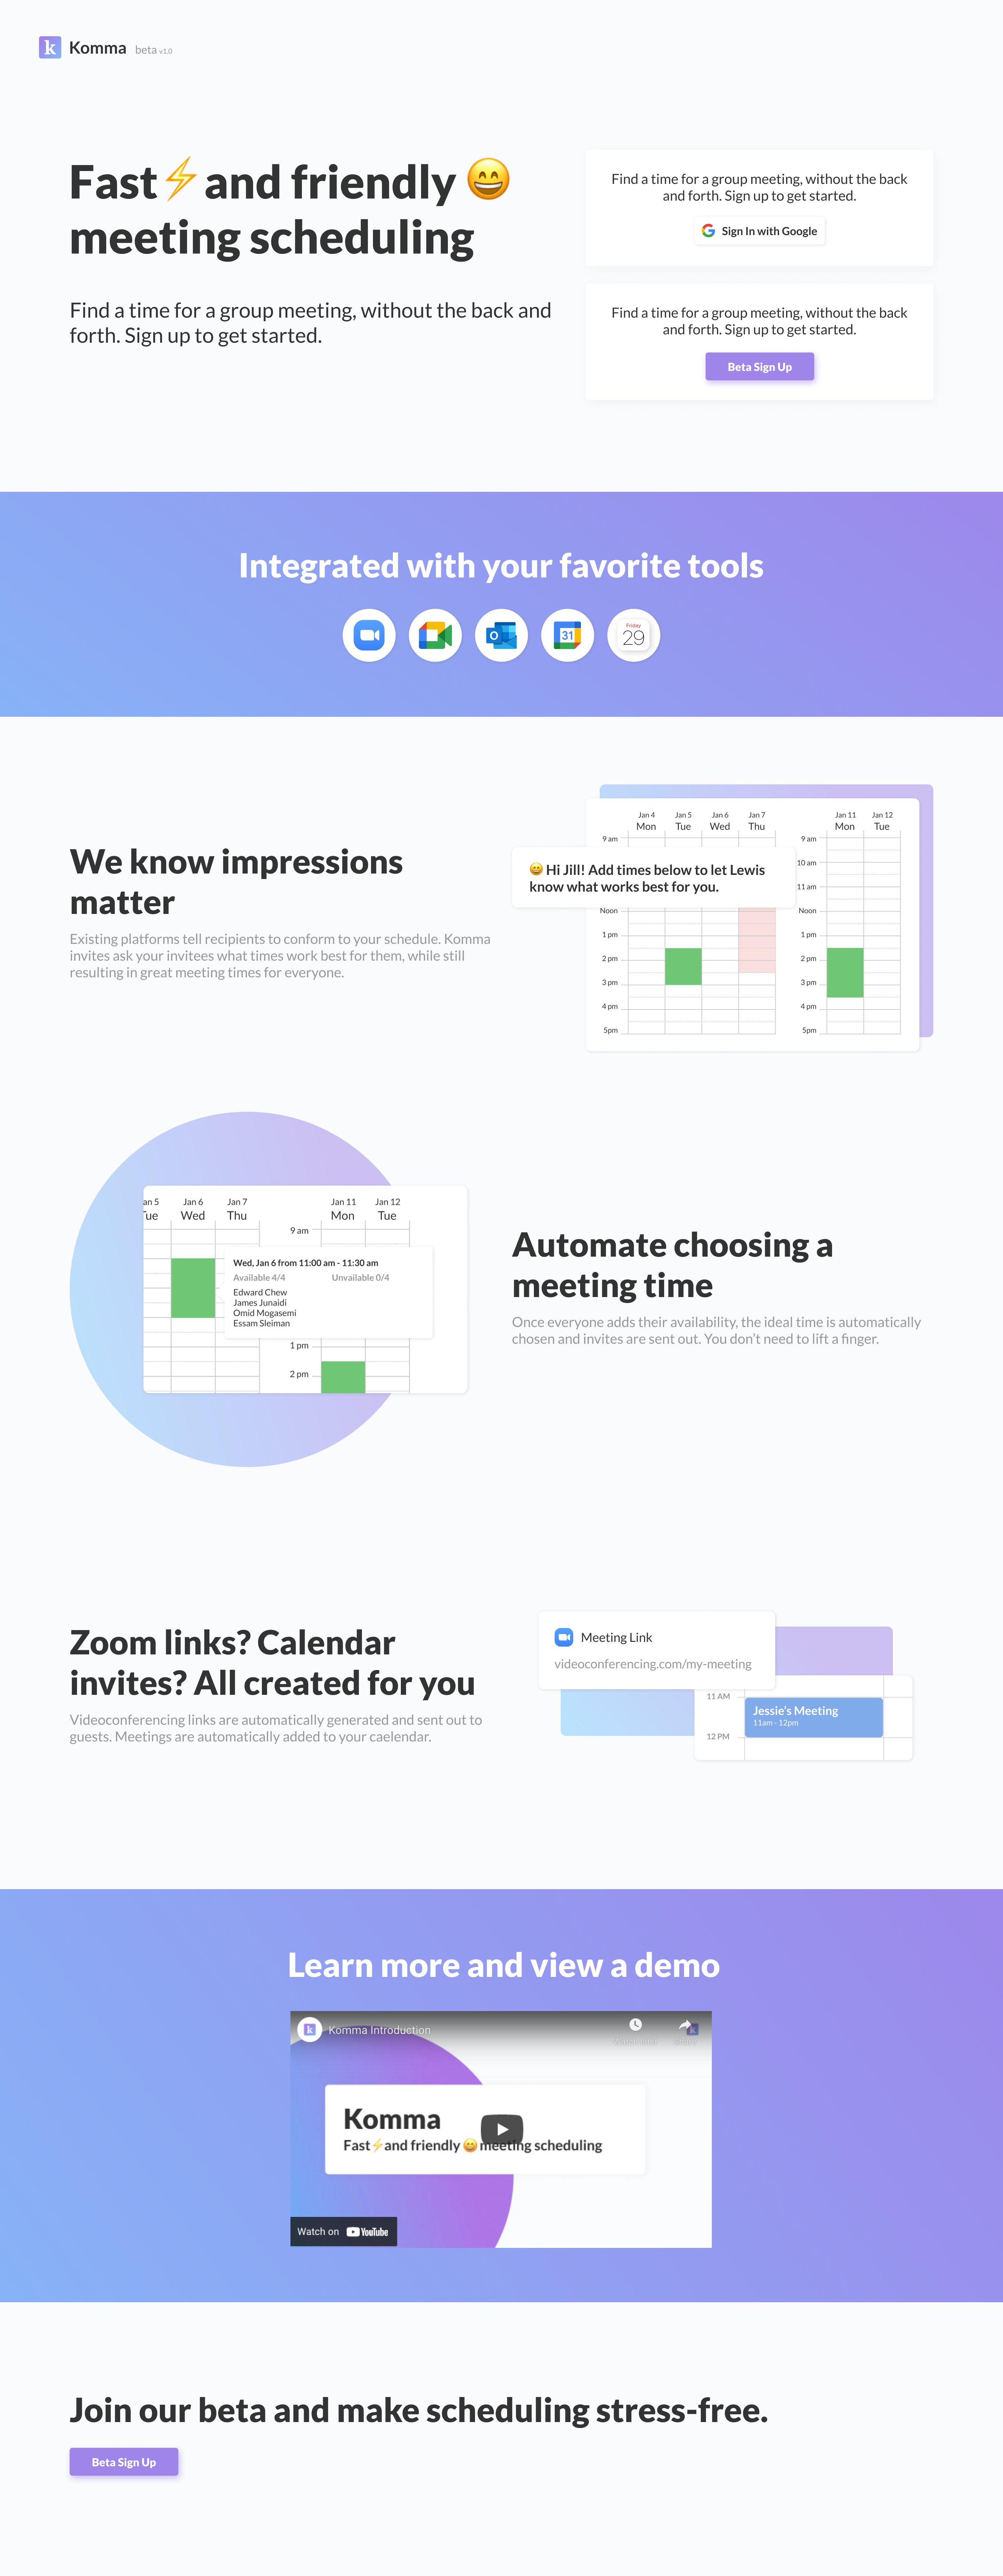 k Komma beta v1.0
Fast⚡and friendly 😄
meeting scheduling
Find a time for a group meeting, without the back and
forth. Sign up to get started.
Find a time for a group meeting, without the back
and forth. Sign up to get started.
Sign In with Google
Find a time for a group meeting, without the back
and forth. Sign up to get started.
Beta Sign Up
Integrated with your favorite tools
O
31
Friday
29
We know impressions
matter
Existing platforms tell recipients to conform to your schedule. Komma
invites ask your invitees what times work best for them, while still
resulting in great meeting times for everyone.
Jan 4 Jan 5 Jan 6 Jan 7 Jan 11 Jan 12
Mon Tue Wed Thu Mon Tue
9 am 9 am
10 am
😄 Hi Jill! Add times below to let Lewis
know what works best for you.
11 am
Noon Noon
1 pm 1 pm
2 pm 2 pm
3 pm 3 pm
4 pm 4 pm
5pm 5pm
an 5 Jan 6 Jan 7 Jan 11 Jan 12
Tue Wed Thu Mon Tue
9 am
Wed, Jan 6 from 11:00 am - 11:30 am
Available 4/4 Unvailable 0/4
Edward Chew
James Junaidi
Omid Mogasemi
Essam Sleiman
1 pm
2 pm
Automate choosing a
meeting time
Once everyone adds their availability, the ideal time is automatically
chosen and invites are sent out. You don't need to lift a finger.
Zoom links? Calendar
invites? All created for you
Videoconferencing links are automatically generated and sent out to
guests. Meetings are automatically added to your caelendar.
Meeting Link
videoconferencing.com/my-meeting
11 AM
Jessie's Meeting
11am - 12pm
12 PM
Learn more and view a demo
k Komma Introduction
k
Komma
Fast⚡and friendly 😄 meeting scheduling
Watch on YouTube
Join our beta and make scheduling stress-free.
Beta Sign Up